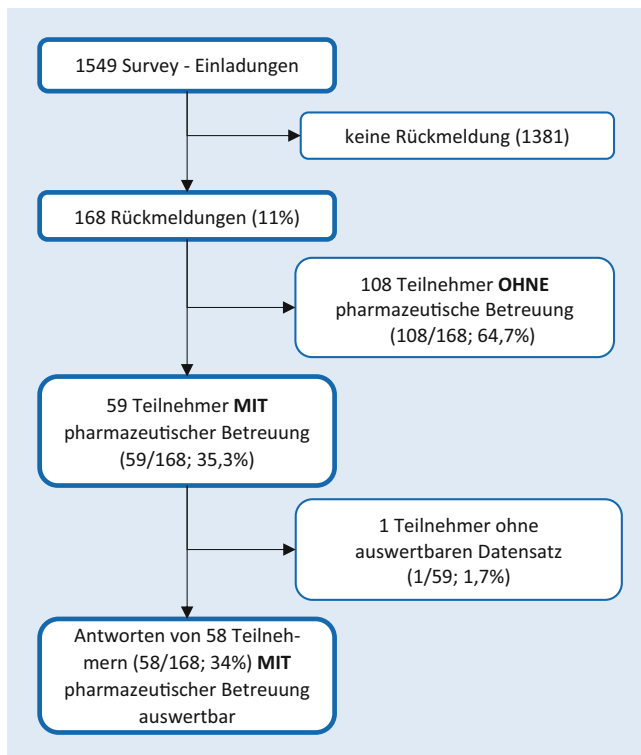 1549 Survey - Einladungen
keine Rückmeldung (1381)
168 Rückmeldungen (11%)
108 Teilnehmer OHNE
pharmazeutische Betreuung
(108/168; 64,7%)
59 Teilnehmer MIT
pharmazeutischer Betreuung
(59/168; 35,3%)
1 Teilnehmer ohne
auswertbaren Datensatz
(1/59; 1,7%)
Antworten von 58 Teilneh-
mern (58/168; 34%) MIT
pharmazeutischer Betreuung
auswertbar